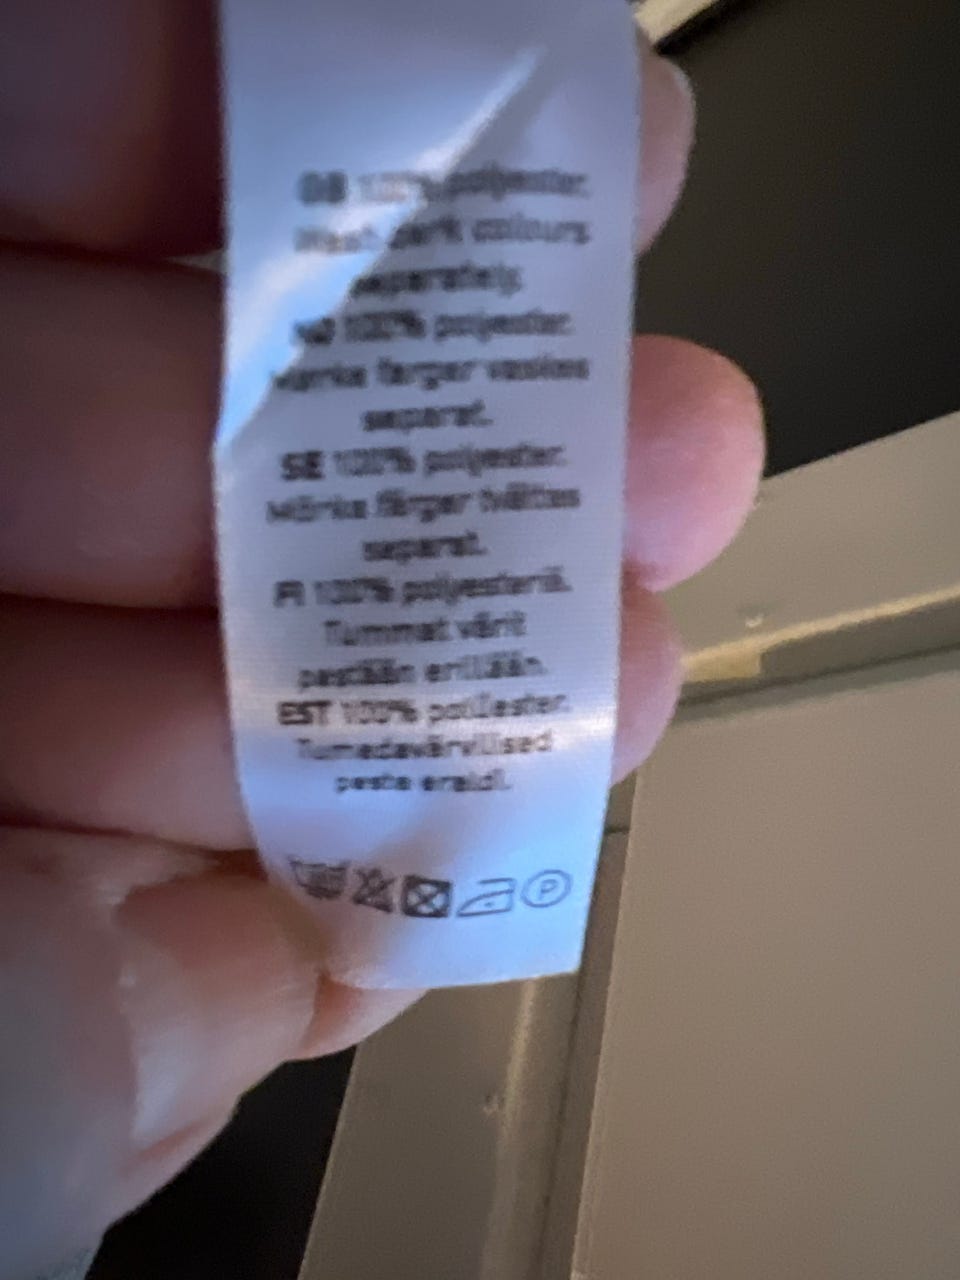 GB 100% polyester.
Wash dark colours
separately.
NO 100% polyester.
Mørke farger vaskes
separat.
SE 100% polyester.
Mörka färger tvättas
separat.
FI 100% polyesteriä.
Tummat värit
pestään erillään.
EST 100% polüester.
Tumedavärvilised
pesta eraldi.
P